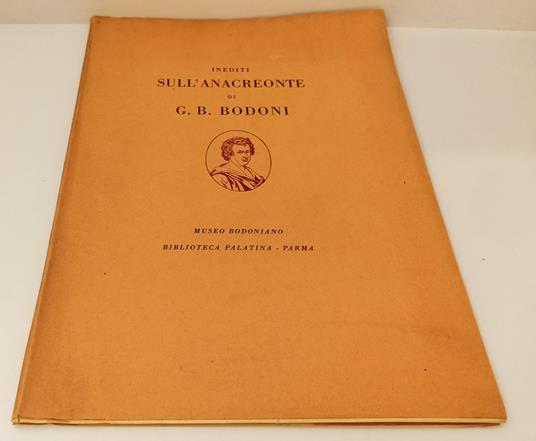 INEDITI
SULL'ANACREONTE
DI
G. B. BODONI
MUSEO BODONIANO
BIBLIOTECA PALATINA - PARMA